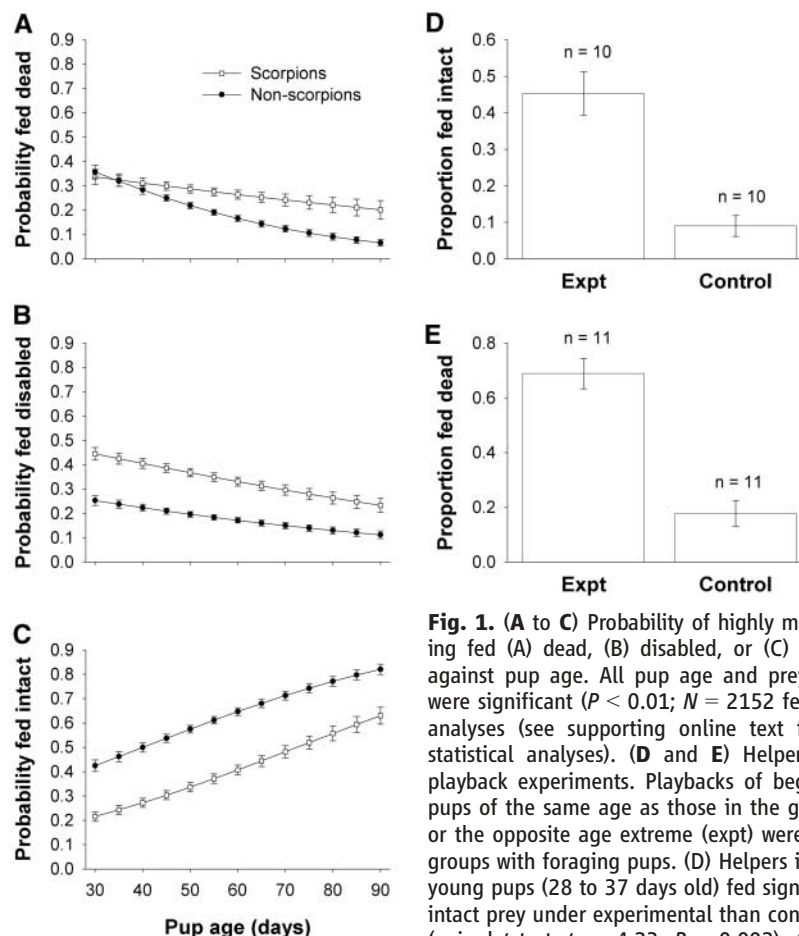 A
Probability fed dead
0.9
0.8
0.7
0.6
0.5
0.4
0.3
0.2
0.1
0.0
Scorpions
Non-scorpions
B
Probability fed disabled
0.9
0.8
0.7
0.6
0.5
0.4
0.3
0.2
0.1
0.0
C
Probability fed intact
0.9
0.8
0.7
0.6
0.5
0.4
0.3
0.2
0.1
0.0
30 40 50 60 70 80 90
Pup age (days)
D
Proportion fed intact
0.6
0.5
0.4
0.3
0.2
0.1
0.0
n = 10
n = 10
Expt Control
E
Proportion fed dead
0.8
0.6
0.4
0.2
0.0
n = 11
n = 11
Expt Control
Fig. 1. (A to C) Probability of highly m
ing fed (A) dead, (B) disabled, or (C)
against pup age. All pup age and prey
were significant (P < 0.01; N = 2152 fe
analyses (see supporting online text f
statistical analyses). (D and E) Helper
playback experiments. Playbacks of beg
pups of the same age as those in the g
or the opposite age extreme (expt) were
groups with foraging pups. (D) Helpers i
young pups (28 to 37 days old) fed signi
intact prey under experimental than con